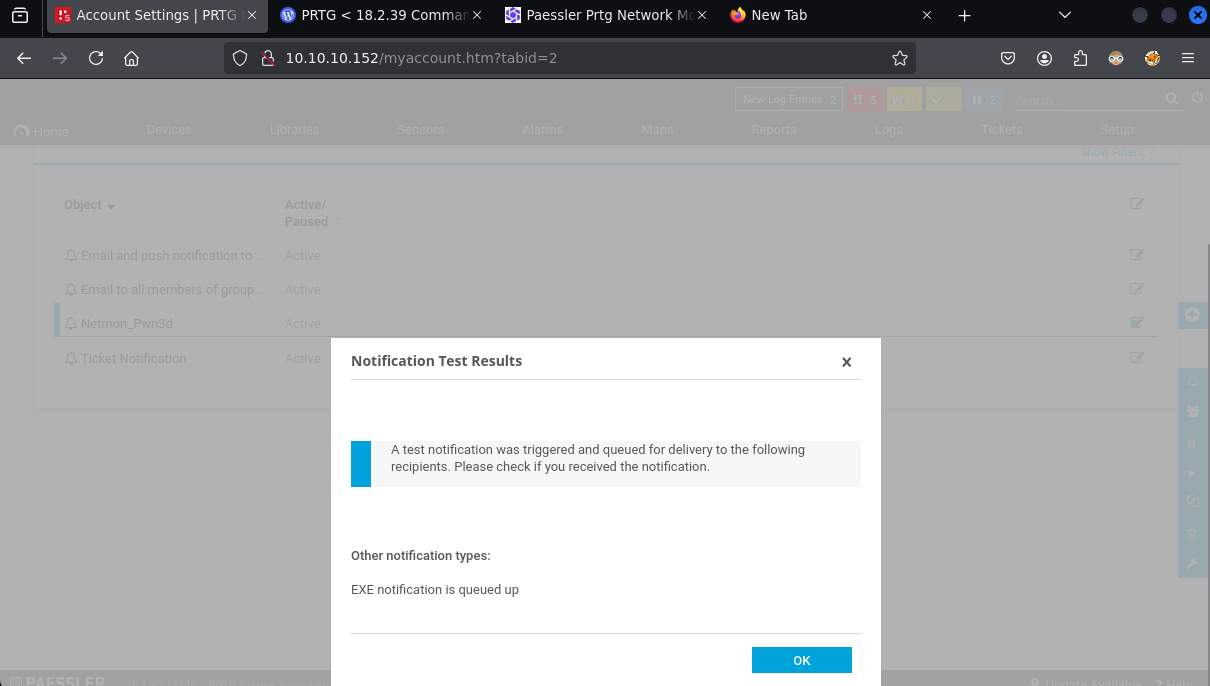 Account Settings | PRTG
PRTG < 18.2.39 Comman
Paessler Prtg Network Mo
New Tab
10.10.10.152/myaccount.htm?tabid=2
New Log Entries 2
5
W
2
Search
Home
Devices
Libraries
Sensors
Alarms
Maps
Reports
Logs
Tickets
Setup
Show Filters
Object
Active/
Paused
Email and push notification to ...
Active
Email to all members of group...
Active
Netmon_Pwn3d
Active
Ticket Notification
Active
Notification Test Results
A test notification was triggered and queued for delivery to the following
recipients. Please check if you received the notification.
Other notification types:
EXE notification is queued up
OK
PAESSLER
Update Available
? Help